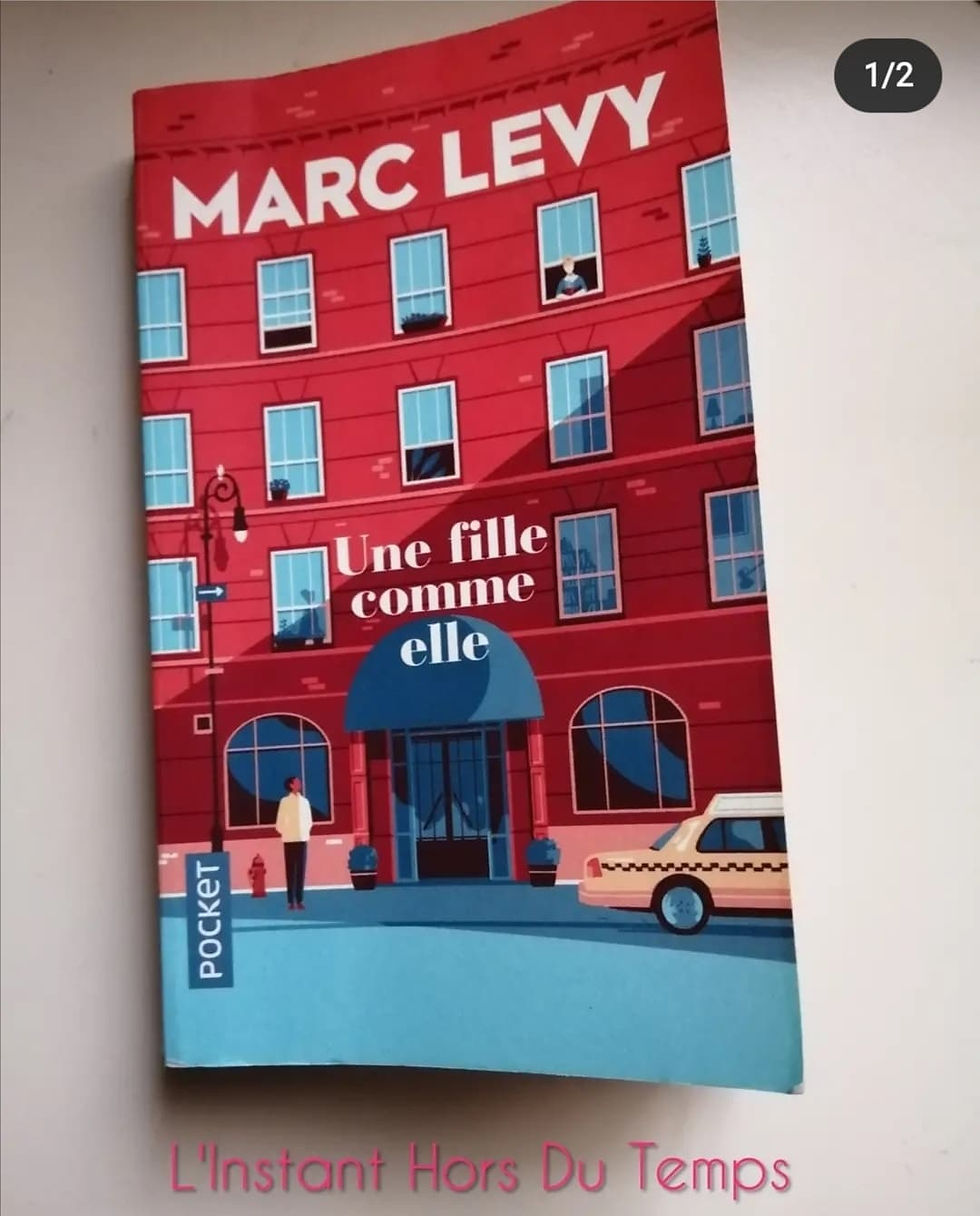 1/2
MARC LEVY
Une fille
comme
elle
POCKET
L'Instant Hors Du Temps